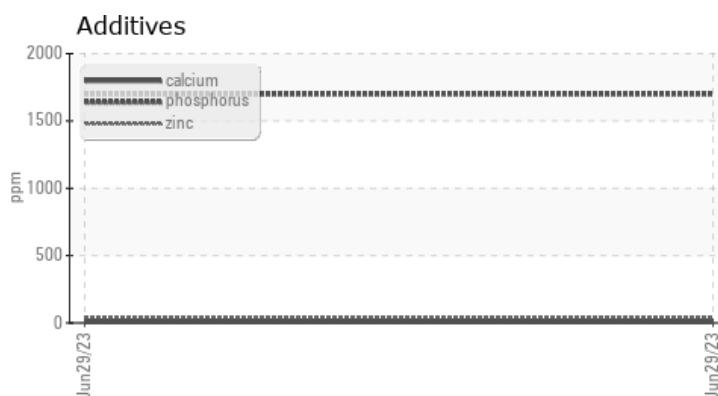 Additives
2000
1500
1000
500
0
ppm
calcium
phosphorus
zinc
Jun29/23
Jun29/23